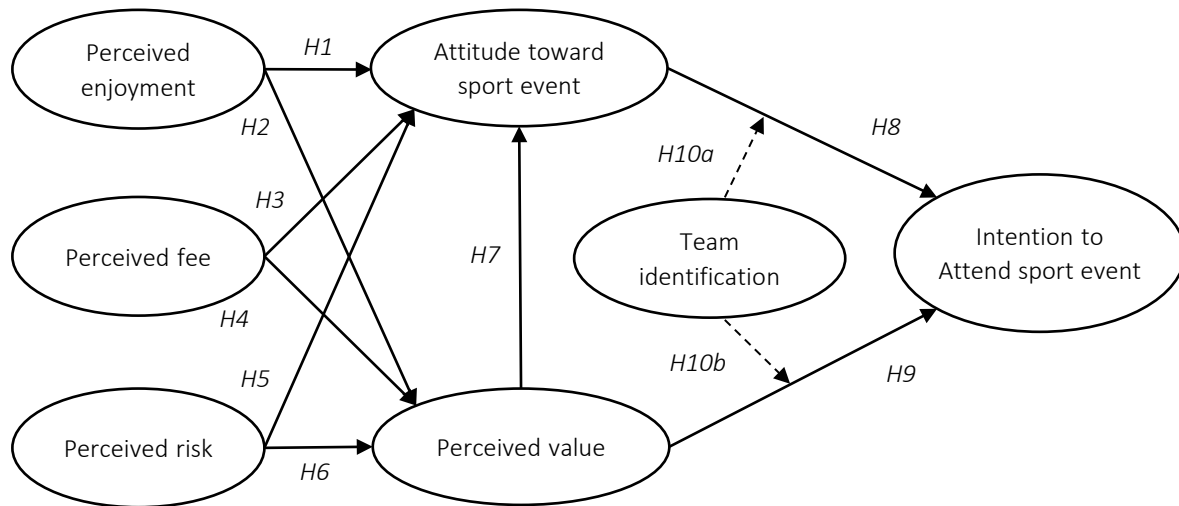 Perceived
enjoyment
H1
Attitude toward
sport event
H2
H8
H10a
H3
Perceived fee
H7
Team
identification
Intention to
Attend sport event
H4
H10b
H5
H9
Perceived risk
H6
Perceived value